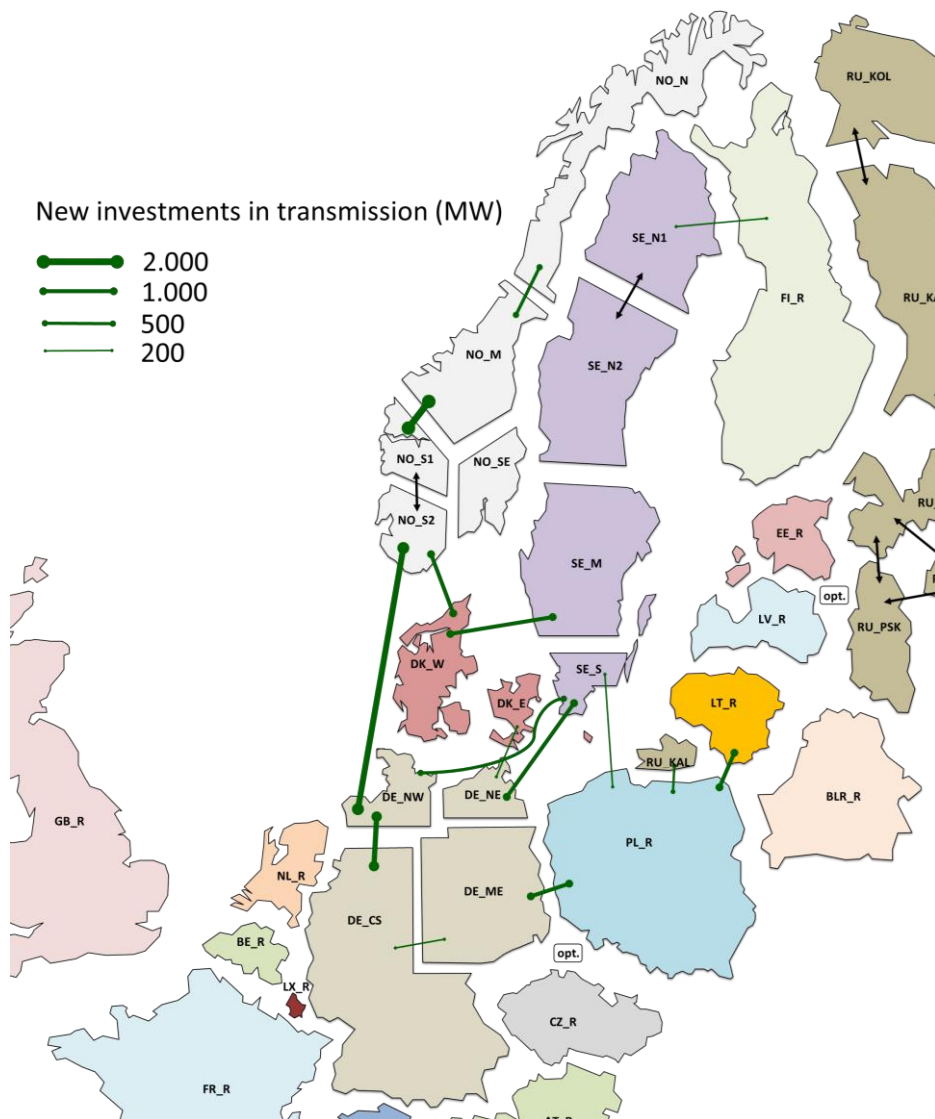 NO_N
RU_KOL
New investments in transmission (MW)
2.000
1.000
500
200
SE_N1
FI_R
NO_M
SE_N2
NO_S1
NO_SE
NO_S2
EE_R
SE_M
opt.
LV_R
RU_PSK
DK_W
SE_S
DK_E
LT_R
RU_KAL
DE_NW
DE_NE
BLR_R
GB_R
PL_R
NL_R
DE_ME
DE_CS
BE_R
opt.
LX_R
CZ_R
FR_R